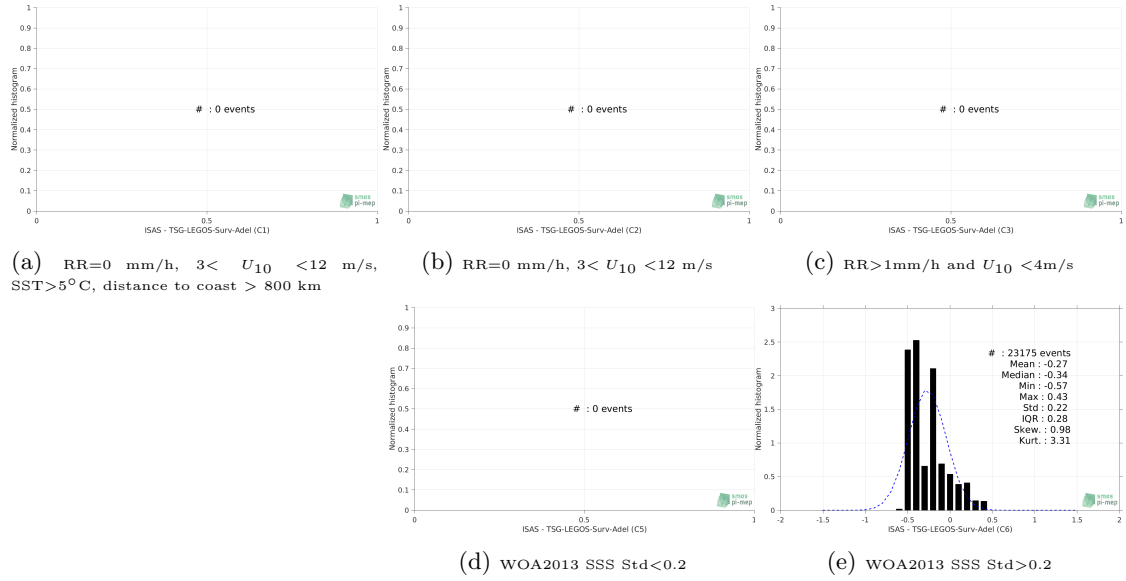 1
0.9
0.8
0.7
0.6
0.5
0.4
0.3
0.2
0.1
0
Normalized histogram
# : 0 events
smos
pi-mep
0 0.5 1
ISAS - TSG-LEGOS-Surv-Adel (C1)
1
0.9
0.8
0.7
0.6
0.5
0.4
0.3
0.2
0.1
0
Normalized histogram
# : 0 events
smos
pi-mep
0 0.5 1
ISAS - TSG-LEGOS-Surv-Adel (C2)
1
0.9
0.8
0.7
0.6
0.5
0.4
0.3
0.2
0.1
0
Normalized histogram
# : 0 events
smos
pi-mep
0 0.5 1
ISAS - TSG-LEGOS-Surv-Adel (C3)
(a) RR=0 mm/h, 3< U10 <12 m/s,
SST>5°C, distance to coast > 800 km
(b) RR=0 mm/h, 3< U10 <12 m/s
(c) RR>1mm/h and U10 <4m/s
1
0.9
0.8
0.7
0.6
0.5
0.4
0.3
0.2
0.1
0
Normalized histogram
# : 0 events
smos
pi-mep
0 0.5 1
ISAS - TSG-LEGOS-Surv-Adel (C5)
3
2.5
2
1.5
1
0.5
0
Normalized histogram
# : 23175 events
Mean : -0.27
Median : -0.34
Min : -0.57
Max : 0.43
Std : 0.22
IQR : 0.28
Skew. : 0.98
Kurt. : 3.31
smos
pi-mep
-2 -1.5 -1 -0.5 0 0.5 1 1.5 2
ISAS - TSG-LEGOS-Surv-Adel (C6)
(d) WOA2013 SSS Std<0.2
(e) WOA2013 SSS Std>0.2